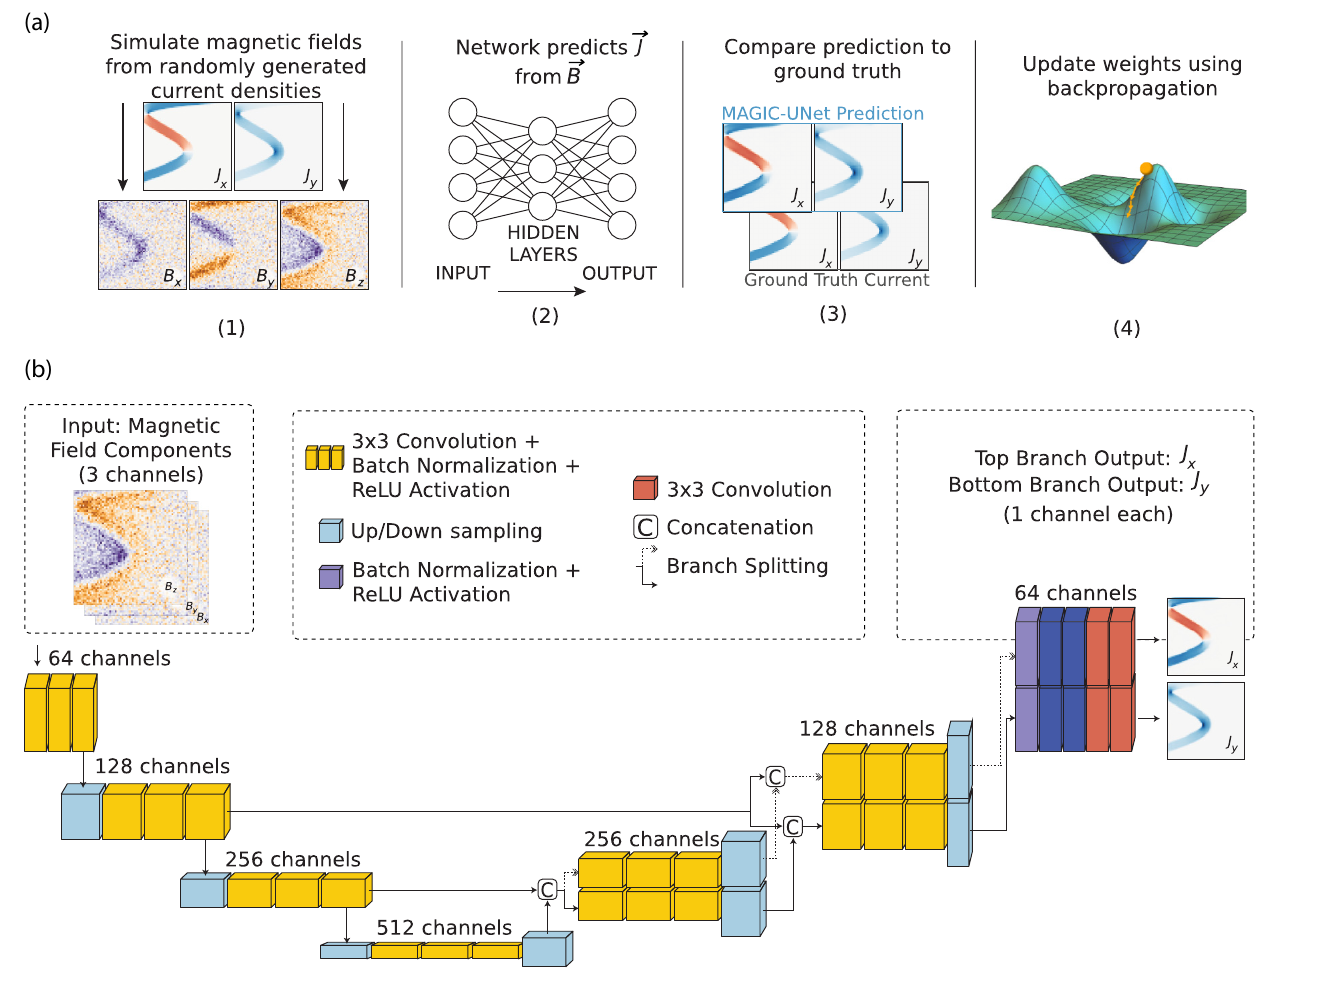 (a)
Simulate magnetic fields
from randomly generated
current densities
Jx
Jy
Bx
By
Bz
(1)
Network predicts J
from B
HIDDEN
LAYERS
INPUT
OUTPUT
(2)
Compare prediction to
ground truth
MAGIC-UNet Prediction
Jx
Jy
Jx
Jy
Ground Truth Current
(3)
Update weights using
backpropagation
(4)
(b)
Input: Magnetic
Field Components
(3 channels)
Bz
By
Bx
3x3 Convolution +
Batch Normalization +
ReLU Activation
Up/Down sampling
Batch Normalization +
ReLU Activation
3x3 Convolution
C Concatenation
Branch Splitting
Top Branch Output: Jx
Bottom Branch Output: Jy
(1 channel each)
64 channels
Jx
Jy
64 channels
128 channels
256 channels
512 channels
C
256 channels
C
C
128 channels